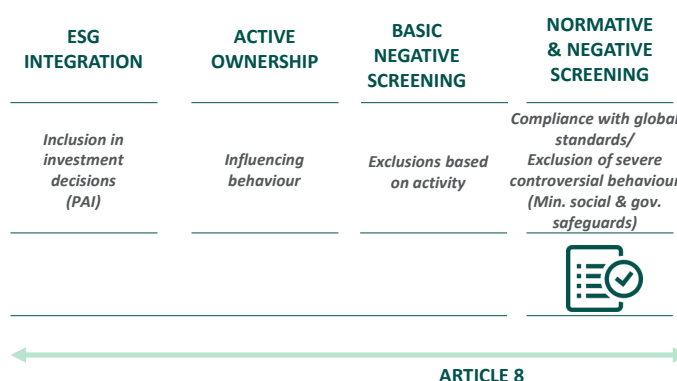 ESG
INTEGRATION
ACTIVE
OWNERSHIP
BASIC
NEGATIVE
SCREENING
NORMATIVE
& NEGATIVE
SCREENING
Inclusion in
investment
decisions
(PAI)
Influencing
behaviour
Exclusions based
on activity
Compliance with global
standards/
Exclusion of severe
controversial behaviour
(Min. social & gov.
safeguards)
ARTICLE 8